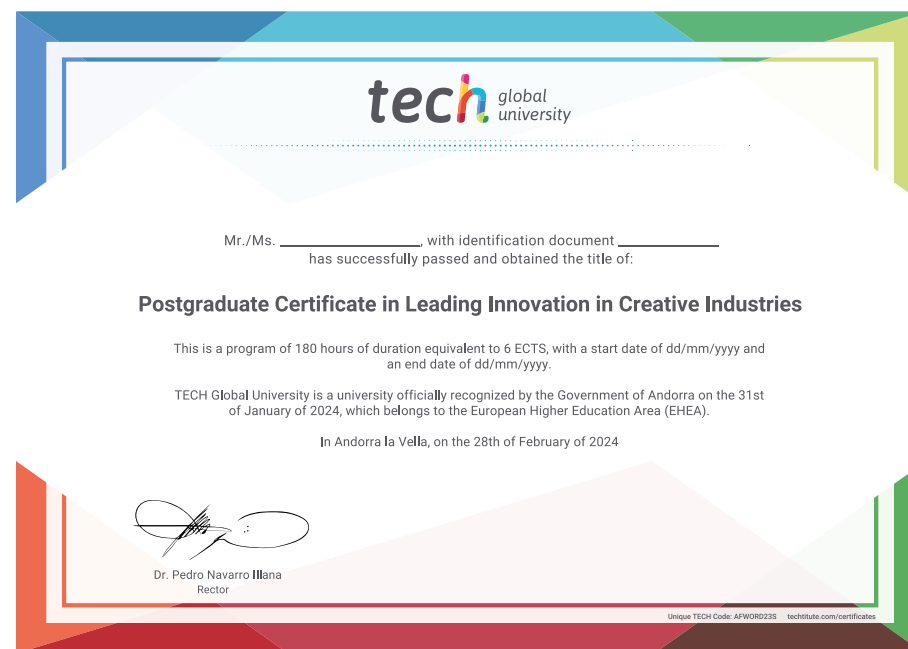 tech global
university
Mr./Ms. ____________________, with identification document ______________
has successfully passed and obtained the title of:
Postgraduate Certificate in Leading Innovation in Creative Industries
This is a program of 180 hours of duration equivalent to 6 ECTS, with a start date of dd/mm/yyyy and
an end date of dd/mm/yyyy.
TECH Global University is a university officially recognized by the Government of Andorra on the 31st
of January of 2024, which belongs to the European Higher Education Area (EHEA).
In Andorra la Vella, on the 28th of February of 2024
Dr. Pedro Navarro Illana
Rector
Unique TECH Code: AFWORD23S techtitute.com/certificates